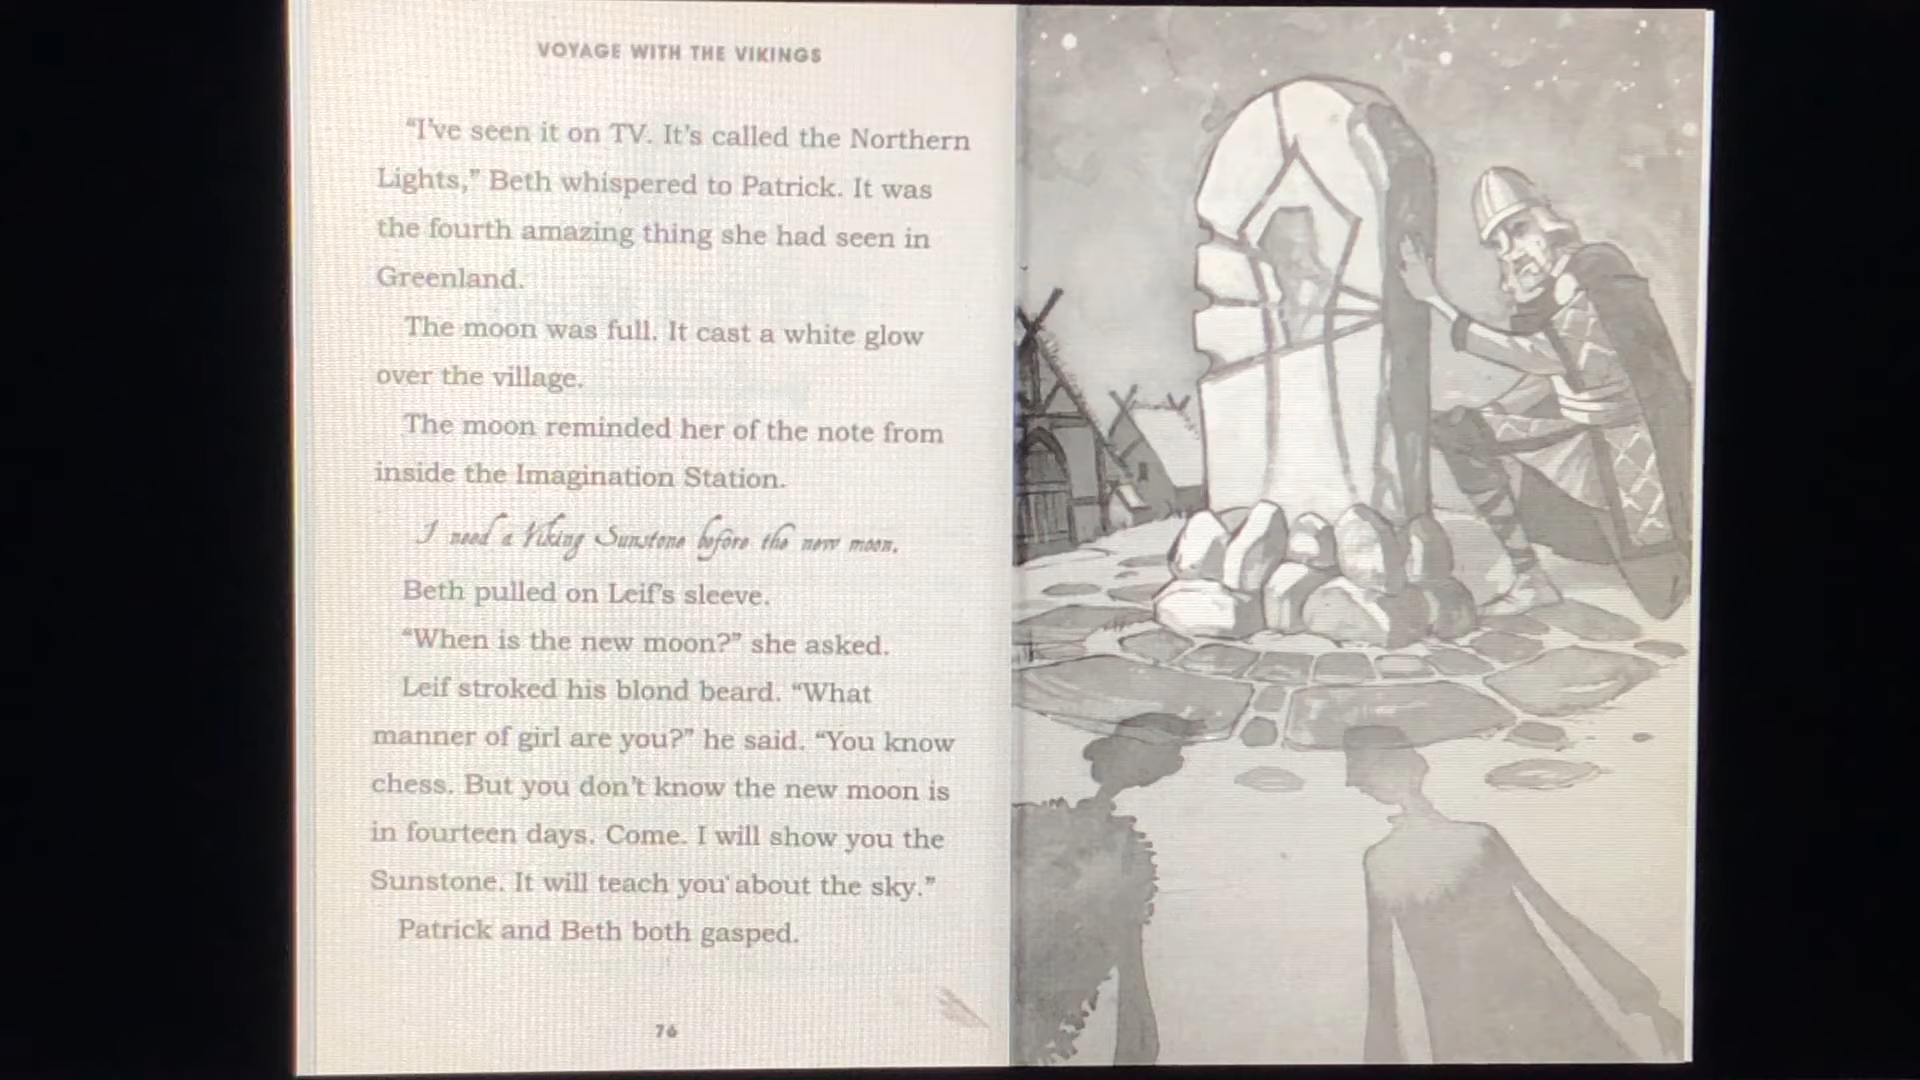 VOYAGE WITH THE VIKINGS
“I’ve seen it on TV. It’s called the Northern
Lights,” Beth whispered to Patrick. It was
the fourth amazing thing she had seen in
Greenland.
The moon was full. It cast a white glow
over the village.
The moon reminded her of the note from
inside the Imagination Station.
I need a Viking Sunstone before the new moon.
Beth pulled on Leif’s sleeve.
“When is the new moon?” she asked.
Leif stroked his blond beard. “What
manner of girl are you?” he said. “You know
chess. But you don’t know the new moon is
in fourteen days. Come. I will show you the
Sunstone. It will teach you about the sky.”
Patrick and Beth both gasped.
76